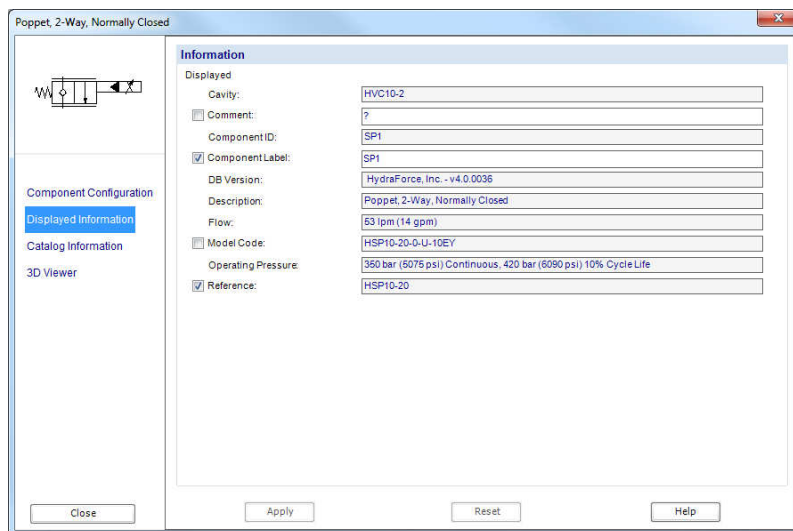 Poppet, 2-Way, Normally Closed
Information
Displayed
Cavity: HVC10-2
Comment: ?
Component ID: SP1
Component Label: SP1
DB Version: HydraForce, Inc. - v4.0.0036
Description: Poppet, 2-Way, Normally Closed
Flow: 53 lpm (14 gpm)
Model Code: HSP10-20-0-U-10EY
Operating Pressure: 350 bar (5075 psi) Continuous, 420 bar (6090 psi) 10% Cycle Life
Reference: HSP10-20
Component Configuration
Displayed Information
Catalog Information
3D Viewer
Close
Apply
Reset
Help